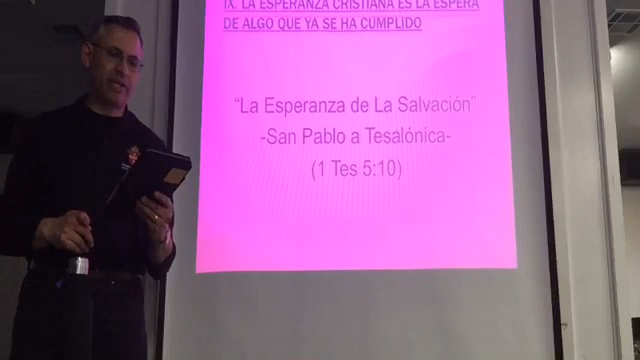 IX. LA ESPERANZA CRISTIANA ES LA ESPERA
DE ALGO QUE YA SE HA CUMPLIDO
“La Esperanza de La Salvación”
-San Pablo a Tesalónica-
(1 Tes 5:10)